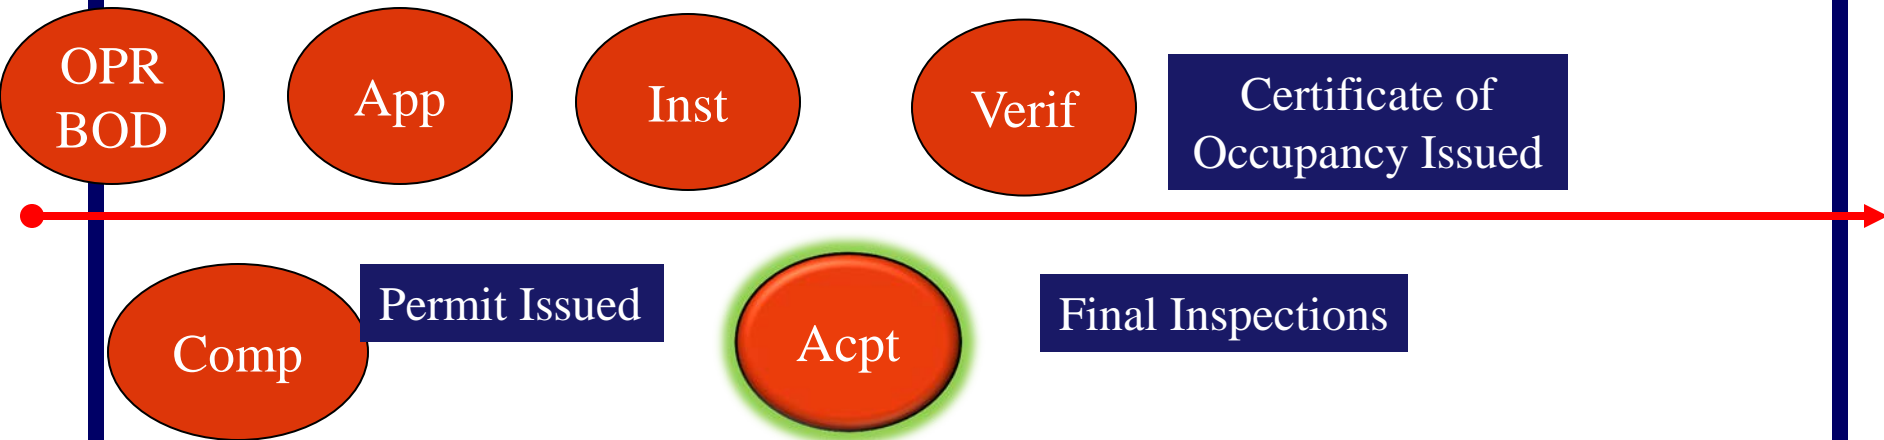 OPR
BOD
App
Inst
Verif
Certificate of
Occupancy Issued
Comp
Permit Issued
Acpt
Final Inspections